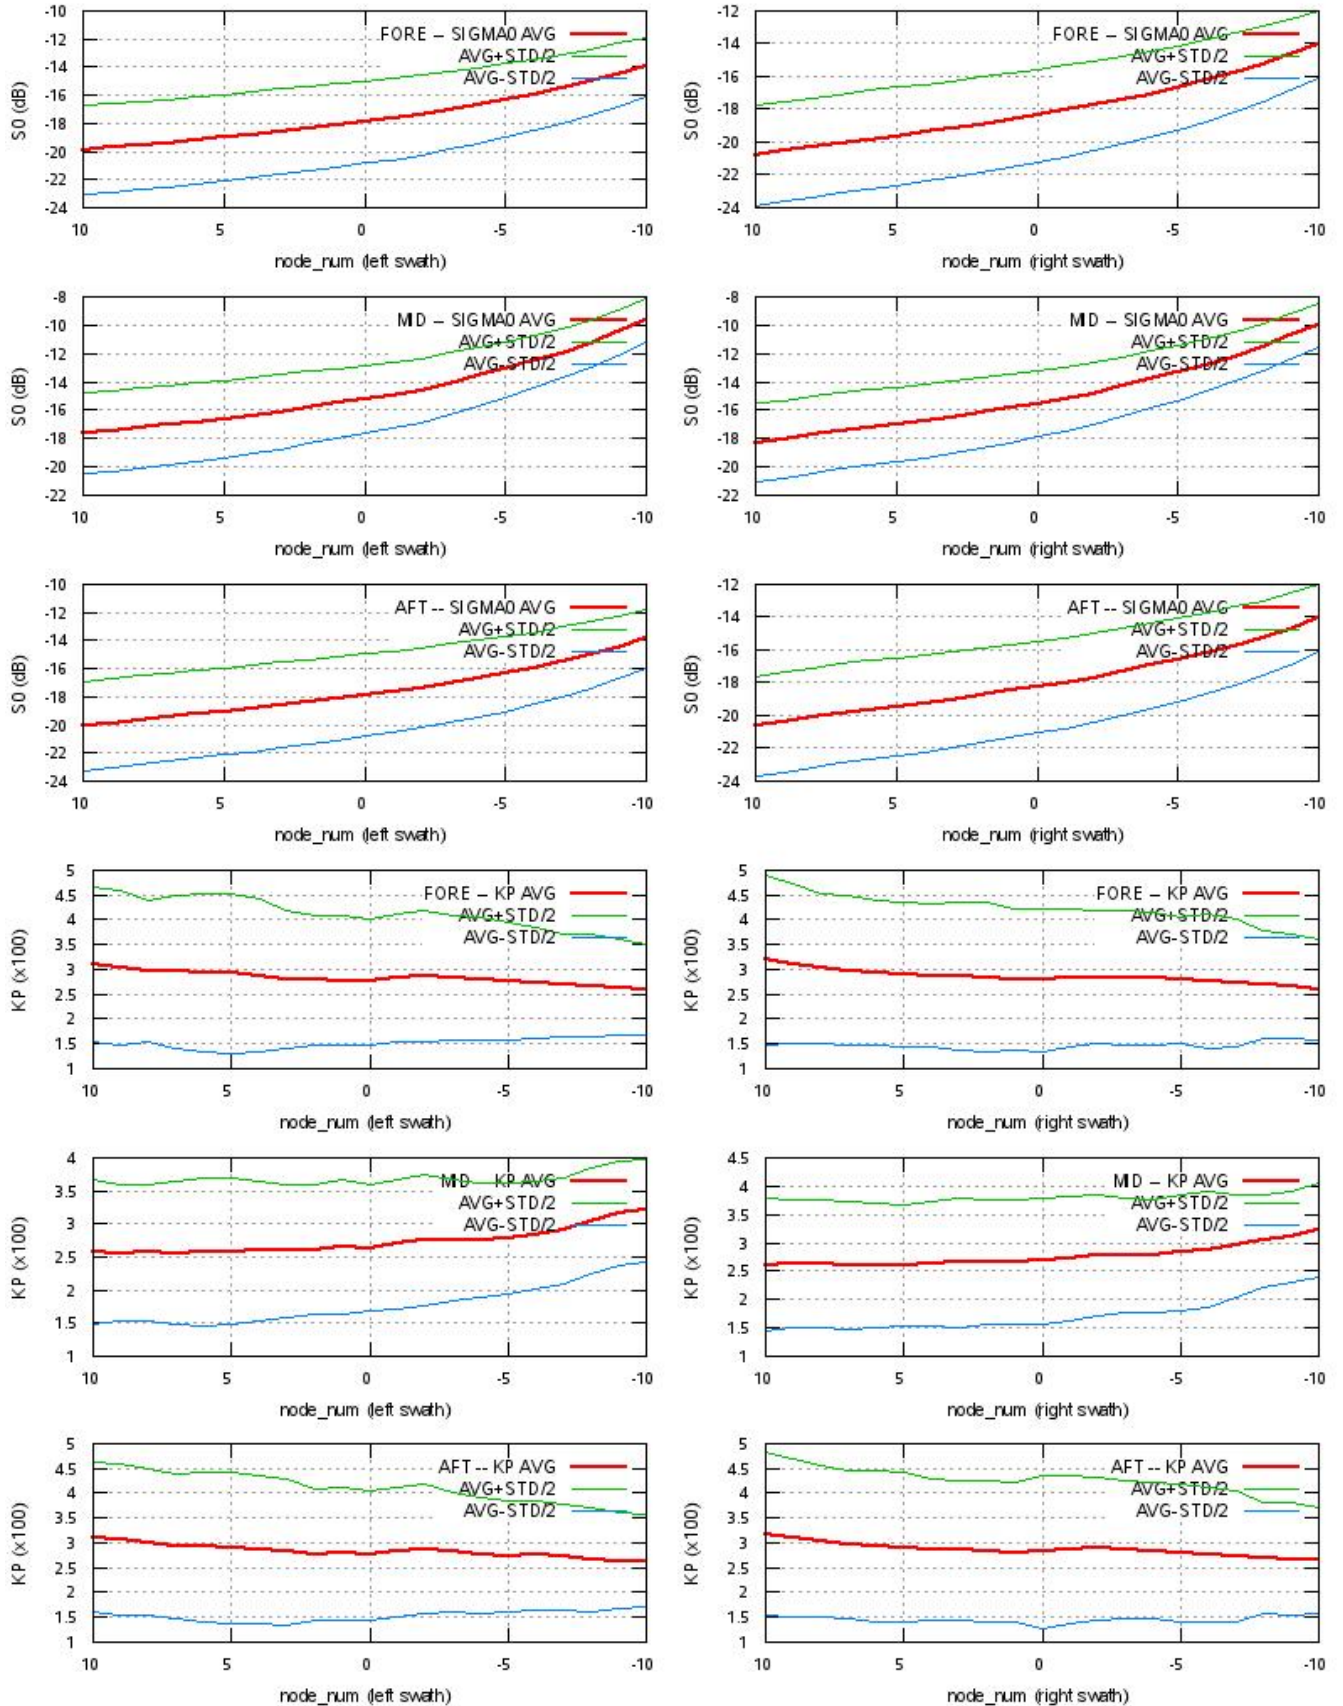 -10
-12
-14
-16
-18
-20
-22
-24
S0 (dB)
FORE – SIGMA0 AVG
AVG+STD/2
AVG-STD/2
10 5 0 -5 -10
node_num (left swath)
-12
-14
-16
-18
-20
-22
-24
S0 (dB)
FORE – SIGMA0 AVG
AVG+STD/2
AVG-STD/2
10 5 0 -5 -10
node_num (right swath)
-8
-10
-12
-14
-16
-18
-20
-22
S0 (dB)
MID – SIGMA0 AVG
AVG+STD/2
AVG-STD/2
10 5 0 -5 -10
node_num (left swath)
-8
-10
-12
-14
-16
-18
-20
-22
S0 (dB)
MID – SIGMA0 AVG
AVG+STD/2
AVG-STD/2
10 5 0 -5 -10
node_num (right swath)
-10
-12
-14
-16
-18
-20
-22
-24
S0 (dB)
AFT -- SIGMA0 AVG
AVG+STD/2
AVG-STD/2
10 5 0 -5 -10
node_num (left swath)
-12
-14
-16
-18
-20
-22
-24
S0 (dB)
AFT -- SIGMA0 AVG
AVG+STD/2
AVG-STD/2
10 5 0 -5 -10
node_num (right swath)
5
4.5
4
3.5
3
2.5
2
1.5
1
KP (x100)
FORE – KP AVG
AVG+STD/2
AVG-STD/2
10 5 0 -5 -10
node_num (left swath)
5
4.5
4
3.5
3
2.5
2
1.5
1
KP (x100)
FORE – KP AVG
AVG+STD/2
AVG-STD/2
10 5 0 -5 -10
node_num (right swath)
4
3.5
3
2.5
2
1.5
1
KP (x100)
MID – KP AVG
AVG+STD/2
AVG-STD/2
10 5 0 -5 -10
node_num (left swath)
4.5
4
3.5
3
2.5
2
1.5
1
KP (x100)
MID – KP AVG
AVG+STD/2
AVG-STD/2
10 5 0 -5 -10
node_num (right swath)
5
4.5
4
3.5
3
2.5
2
1.5
1
KP (x100)
AFT -- KP AVG
AVG+STD/2
AVG-STD/2
10 5 0 -5 -10
node_num (left swath)
5
4.5
4
3.5
3
2.5
2
1.5
1
KP (x100)
AFT -- KP AVG
AVG+STD/2
AVG-STD/2
10 5 0 -5 -10
node_num (right swath)